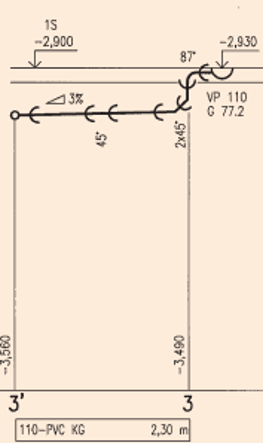 1S
-2,900
87°
-2,930
3%
VP 110
G 77.2
45°
2x45°
-3,560
-3,490
3'
3
110-PVC KG 2,30 m